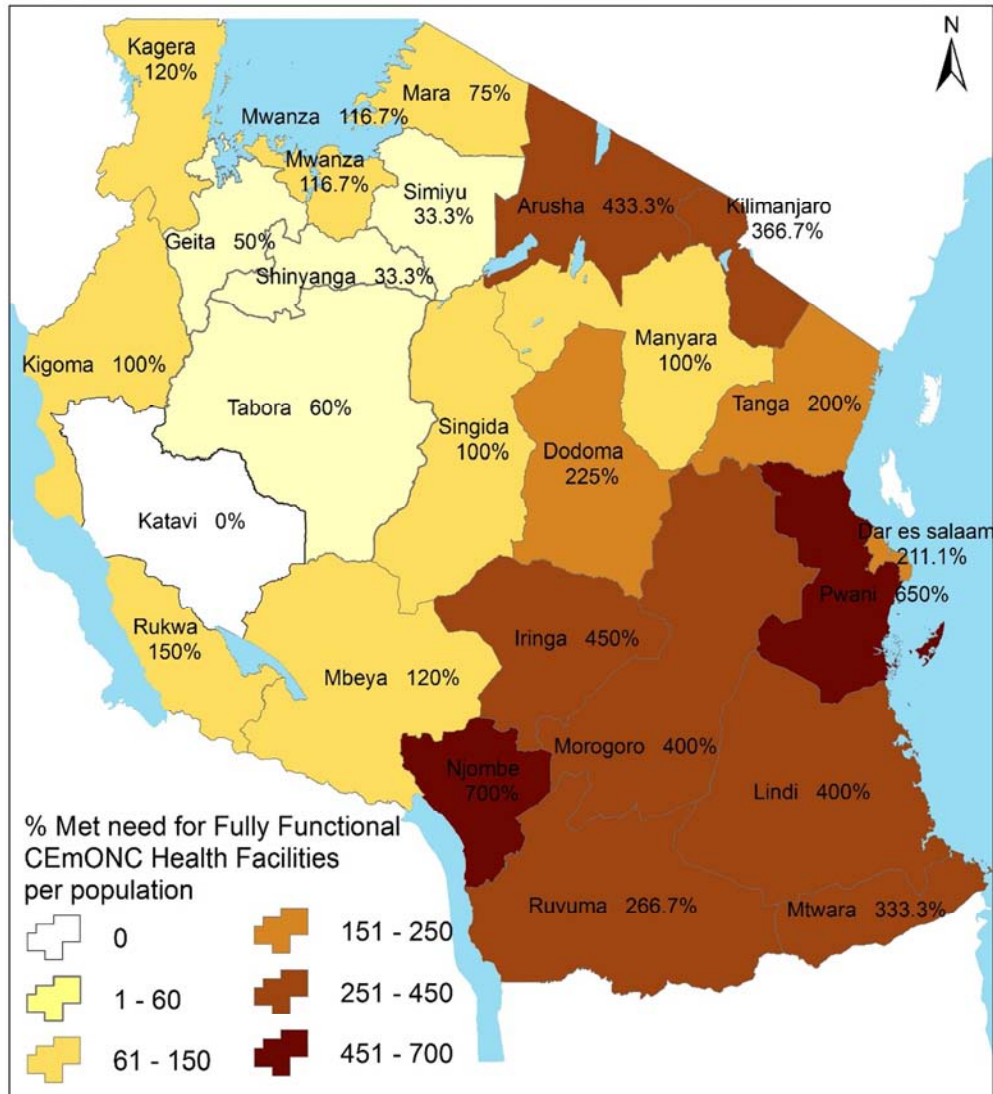 N
Kagera
120%
Mara 75%
Mwanza 116.7%
Mwanza
116.7%
Simiyu
33.3%
Arusha 433.3%
Kilimanjaro
366.7%
Geita 50%
Shinyanga 33.3%
Kigoma 100%
Manyara
100%
Tabora 60%
Singida
100%
Tanga 200%
Dodoma
225%
Katavi 0%
Dar es salaam
211.1%
Pwani 650%
Rukwa
150%
Iringa 450%
Mbeya 120%
Morogoro 400%
Njombe
700%
Lindi 400%
Ruvuma 266.7%
Mtwara 333.3%
% Met need for Fully Functional
CEmONC Health Facilities
per population
0
1 - 60
61 - 150
151 - 250
251 - 450
451 - 700